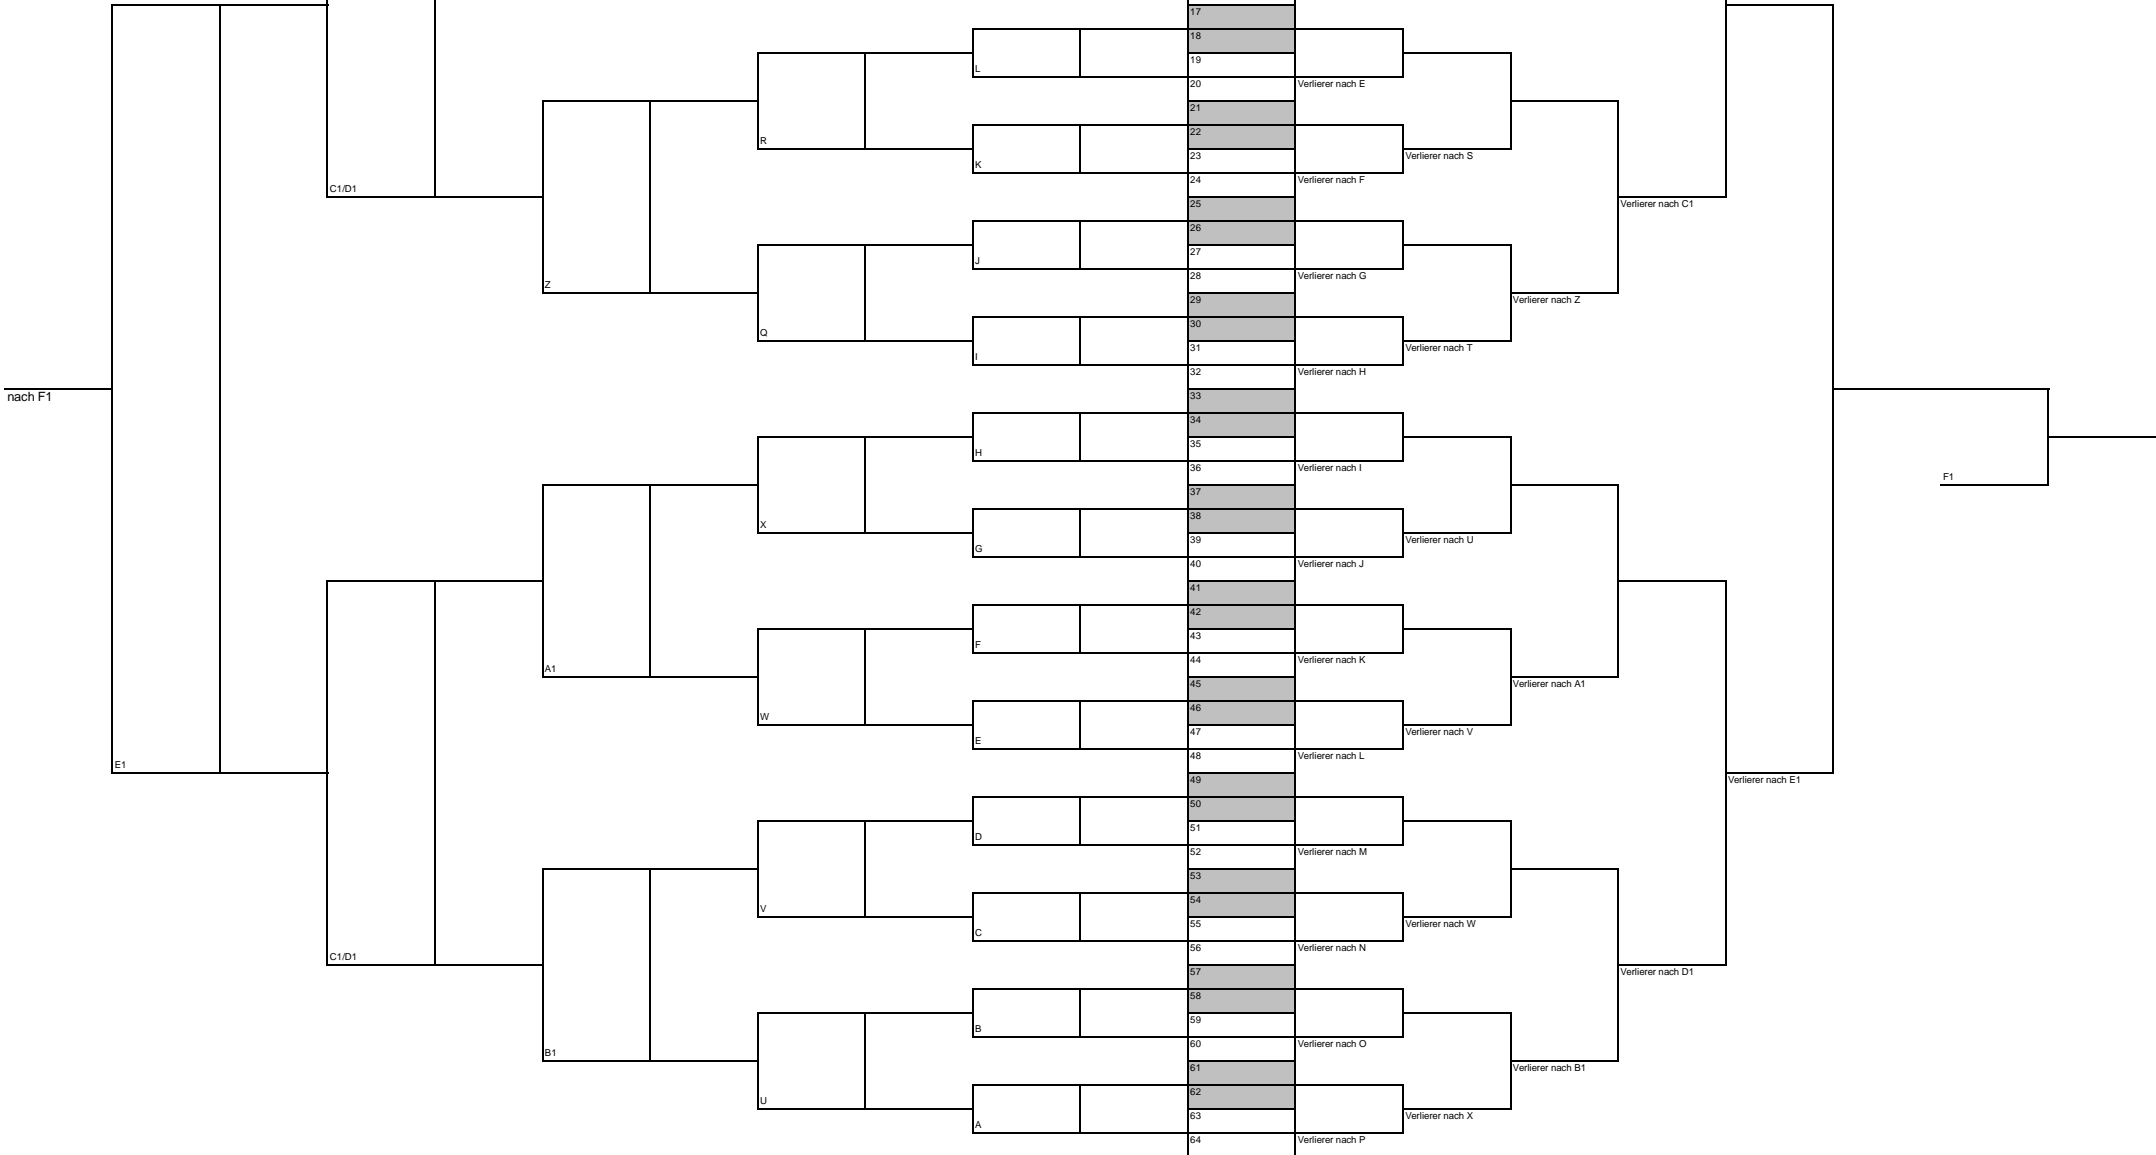 17
18
19
L
20
Verlierer nach E
21
22
R
23
Verlierer nach S
K
24
Verlierer nach F
C1/D1
25
Verlierer nach C1
26
27
J
28
Verlierer nach G
Z
29
Verlierer nach Z
30
Q
31
Verlierer nach T
I
32
Verlierer nach H
nach F1
33
34
35
H
36
Verlierer nach I
F1
37
38
X
39
Verlierer nach U
G
40
Verlierer nach J
41
42
43
F
44
Verlierer nach K
A1
45
Verlierer nach A1
46
W
47
Verlierer nach V
E
48
Verlierer nach L
E1
49
Verlierer nach E1
50
51
D
52
Verlierer nach M
53
54
V
55
Verlierer nach W
C
56
Verlierer nach N
C1/D1
57
Verlierer nach D1
58
59
B
60
Verlierer nach O
B1
61
Verlierer nach B1
62
U
63
Verlierer nach X
A
64
Verlierer nach P